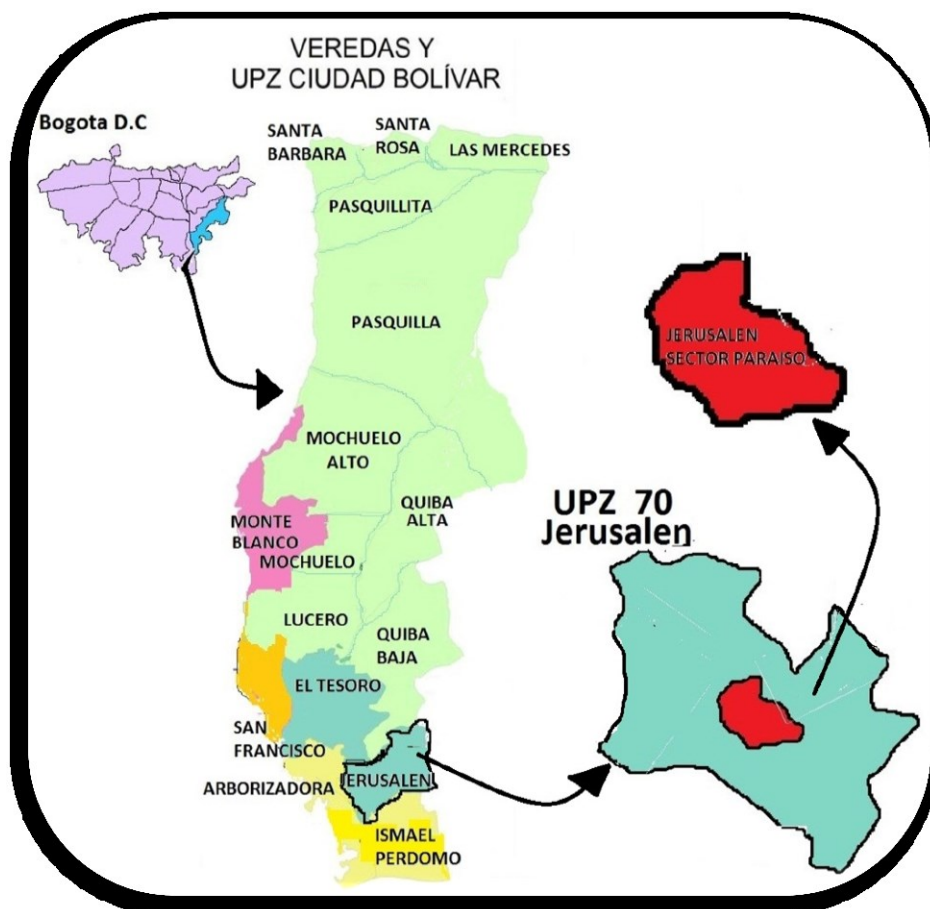 VEREDAS Y
UPZ CIUDAD BOLÍVAR
Bogota D.C
SANTA
BARBARA
SANTA
ROSA
LAS MERCEDES
PASQUILLITA
PASQUILLA
JERUSALEN
SECTOR PARAISO
MOCHUELO
ALTO
QUIBA
ALTA
UPZ 70
Jerusalen
MONTE
BLANCO
MOCHUELO
LUCERO
QUIBA
BAJA
EL TESORO
SAN
FRANCISCO
ARBORIZADORA
JERUSALEN
ISMAEL
PERDOMO